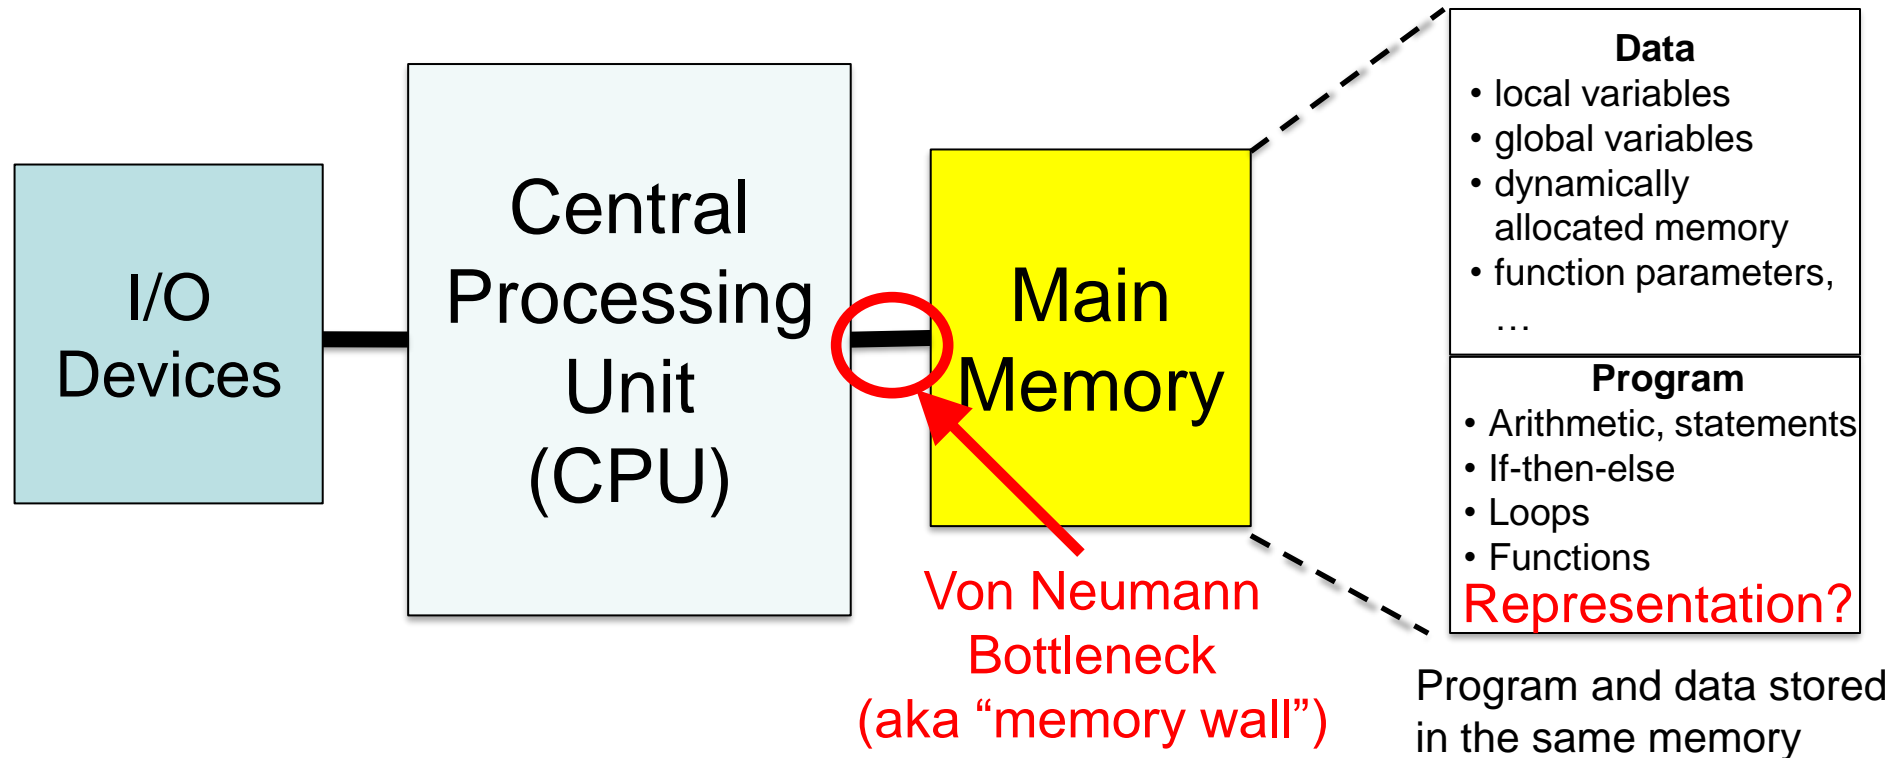 I/O
Devices
Central
Processing
Unit
(CPU)
Main
Memory
Von Neumann
Bottleneck
(aka “memory wall”)
Data
• local variables
• global variables
• dynamically
allocated memory
• function parameters,
…
Program
• Arithmetic, statements
• If-then-else
• Loops
• Functions
Representation?
Program and data stored
in the same memory